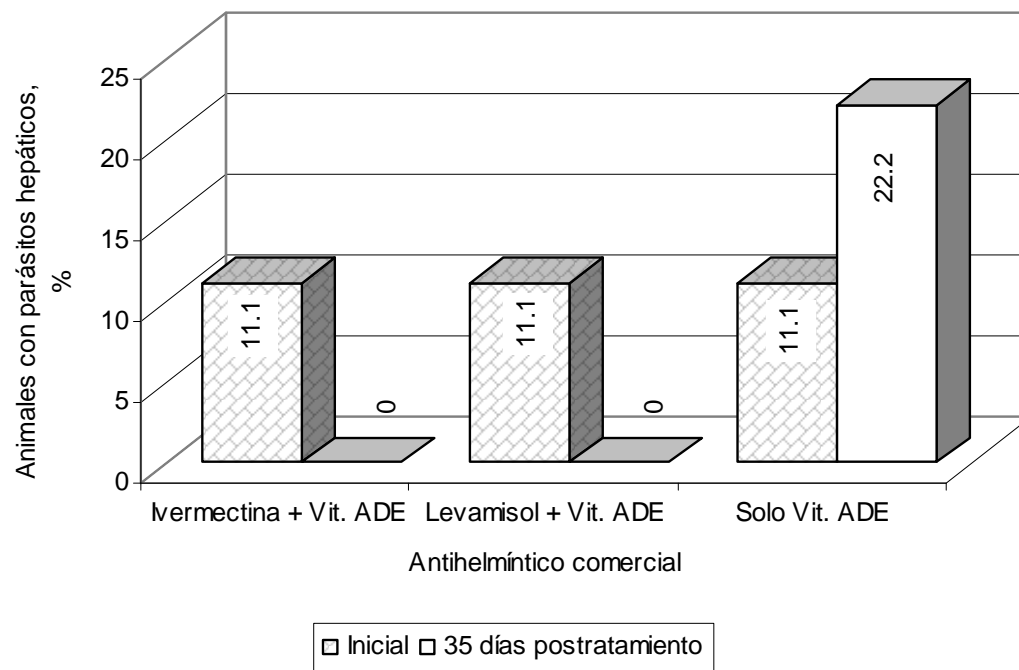 Animales con parásitos hepáticos,
%
25
20
15
10
5
0
11.1
0
11.1
0
11.1
22.2
Ivermectina + Vit. ADE
Levamisol + Vit. ADE
Solo Vit. ADE
Antihelmíntico comercial
Inicial
35 días postratamiento